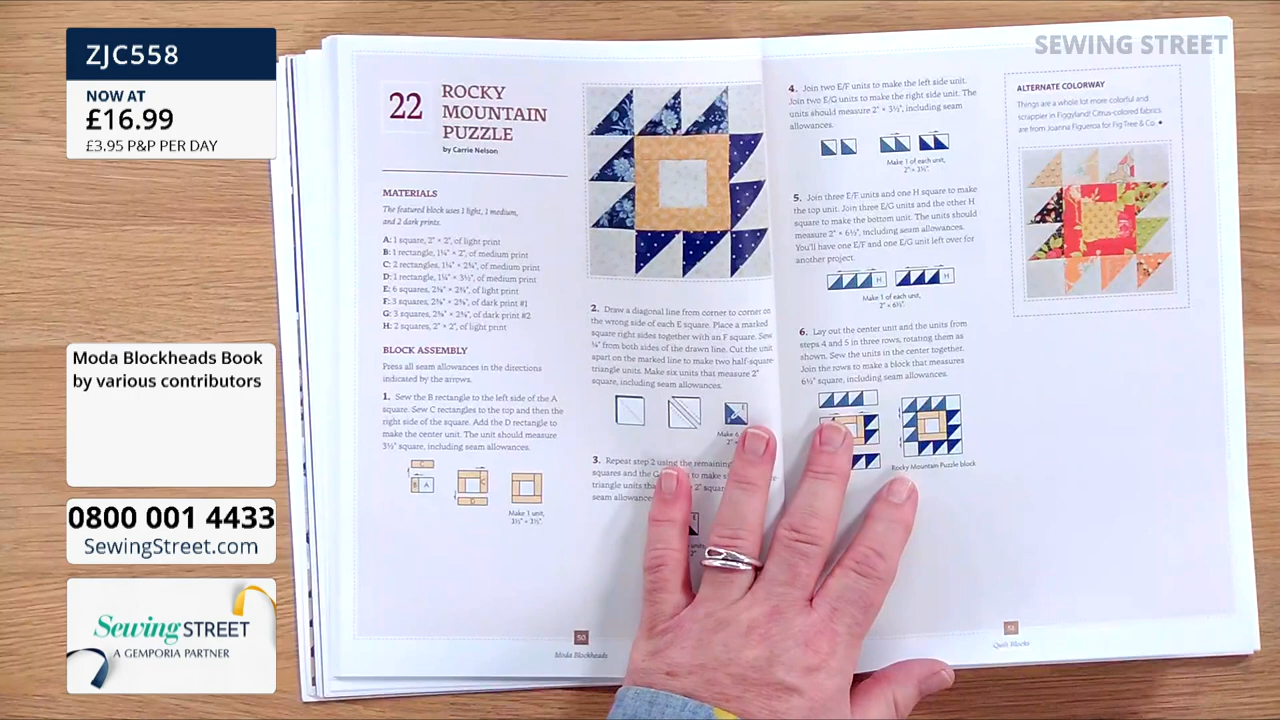 ZJC558
NOW AT
£16.99
£3.95 P&P PER DAY
Moda Blockheads Book
by various contributors
0800 001 4433
SewingStreet.com
Sewing STREET
A GEMPORIA PARTNER
SEWING STREET
22
ROCKY
MOUNTAIN
PUZZLE
by Carrie Nelson
MATERIALS
The featured block uses 1 light, 1 medium,
and 2 dark prints.
A: 1 square, 2" × 2", of light print
B: 1 rectangle, 1¼" × 2", of medium print
C: 2 rectangles, 1¼" × 2¾", of medium print
D: 1 rectangle, 1¼" × 3½", of medium print
E: 6 squares, 2⅜" × 2⅜", of light print
F: 3 squares, 2⅜" × 2⅜", of dark print #1
G: 3 squares, 2⅜" × 2⅜", of dark print #2
H: 2 squares, 2" × 2", of light print
BLOCK ASSEMBLY
Press all seam allowances in the directions
indicated by the arrows.
1. Sew the B rectangle to the left side of the A
square. Sew C rectangles to the top and then the
right side of the square. Add the D rectangle to
make the center unit. The unit should measure
3½" square, including seam allowances.
C
B A
C
D
Make 1 unit,
3½" × 3½".
2. Draw a diagonal line from corner to corner on
the wrong side of each E square. Place a marked
square right sides together with an F square. Sew
¼" from both sides of the drawn line. Cut the unit
apart on the marked line to make two half-square-
triangle units. Make six units that measure 2"
square, including seam allowances.
Make 6
3. Repeat step 2 using the remaining
squares and the to make
triangle units 2" square
seam allowance
50
Moda Blockheads
4. Join two E/F units to make the left side unit.
Join two E/G units to make the right side unit. The
units should measure 2" × 3½", including seam
allowances.
Make 1 of each unit,
2" × 3½".
5. Join three E/F units and one H square to make
the top unit. Join three E/G units and the other H
square to make the bottom unit. The units should
measure 2" × 6½", including seam allowances.
You'll have one E/F and one E/G unit left over for
another project.
H H
Make 1 of each unit,
2" × 6½".
6. Lay out the center unit and the units from
steps 4 and 5 in three rows, rotating them as
shown. Sew the units in the center together.
Join the rows to make a block that measures
6½" square, including seam allowances.
Rocky Mountain Puzzle block
ALTERNATE COLORWAY
Things are a whole lot more colorful and
scrappier in Figgyland! Citrus-colored fabrics
are from Joanna Figueroa for Fig Tree & Co.
51
Quilt Blocks